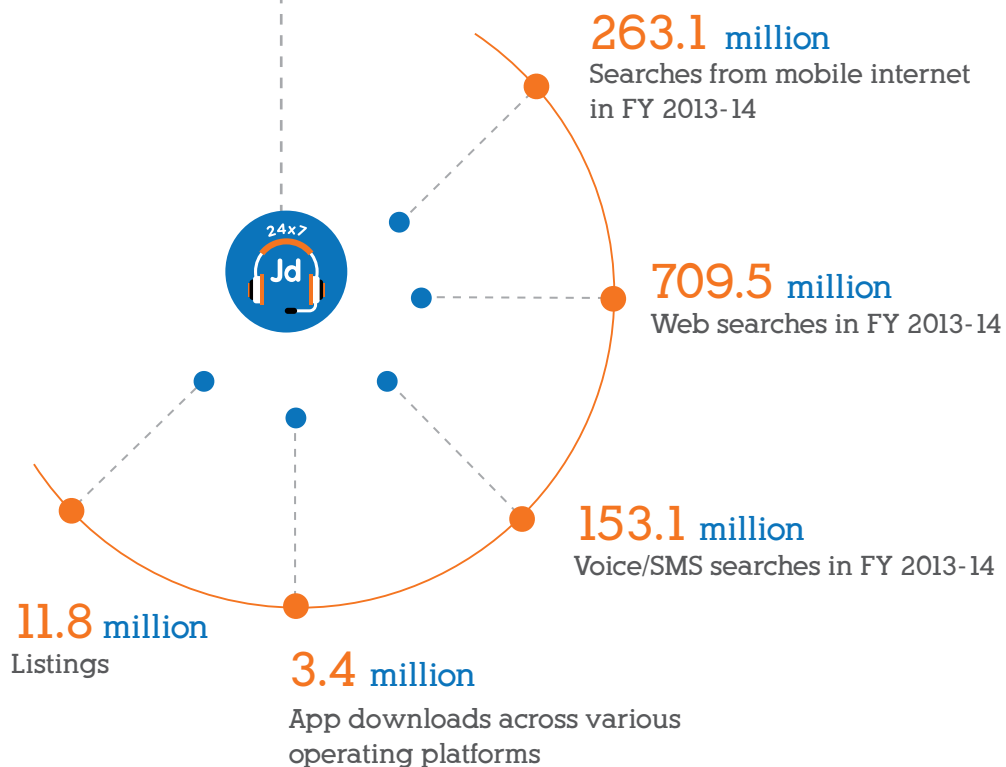 263.1 million
Searches from mobile internet
in FY 2013-14
24x7
Jd
709.5 million
Web searches in FY 2013-14
153.1 million
Voice/SMS searches in FY 2013-14
11.8 million
Listings
3.4 million
App downloads across various
operating platforms